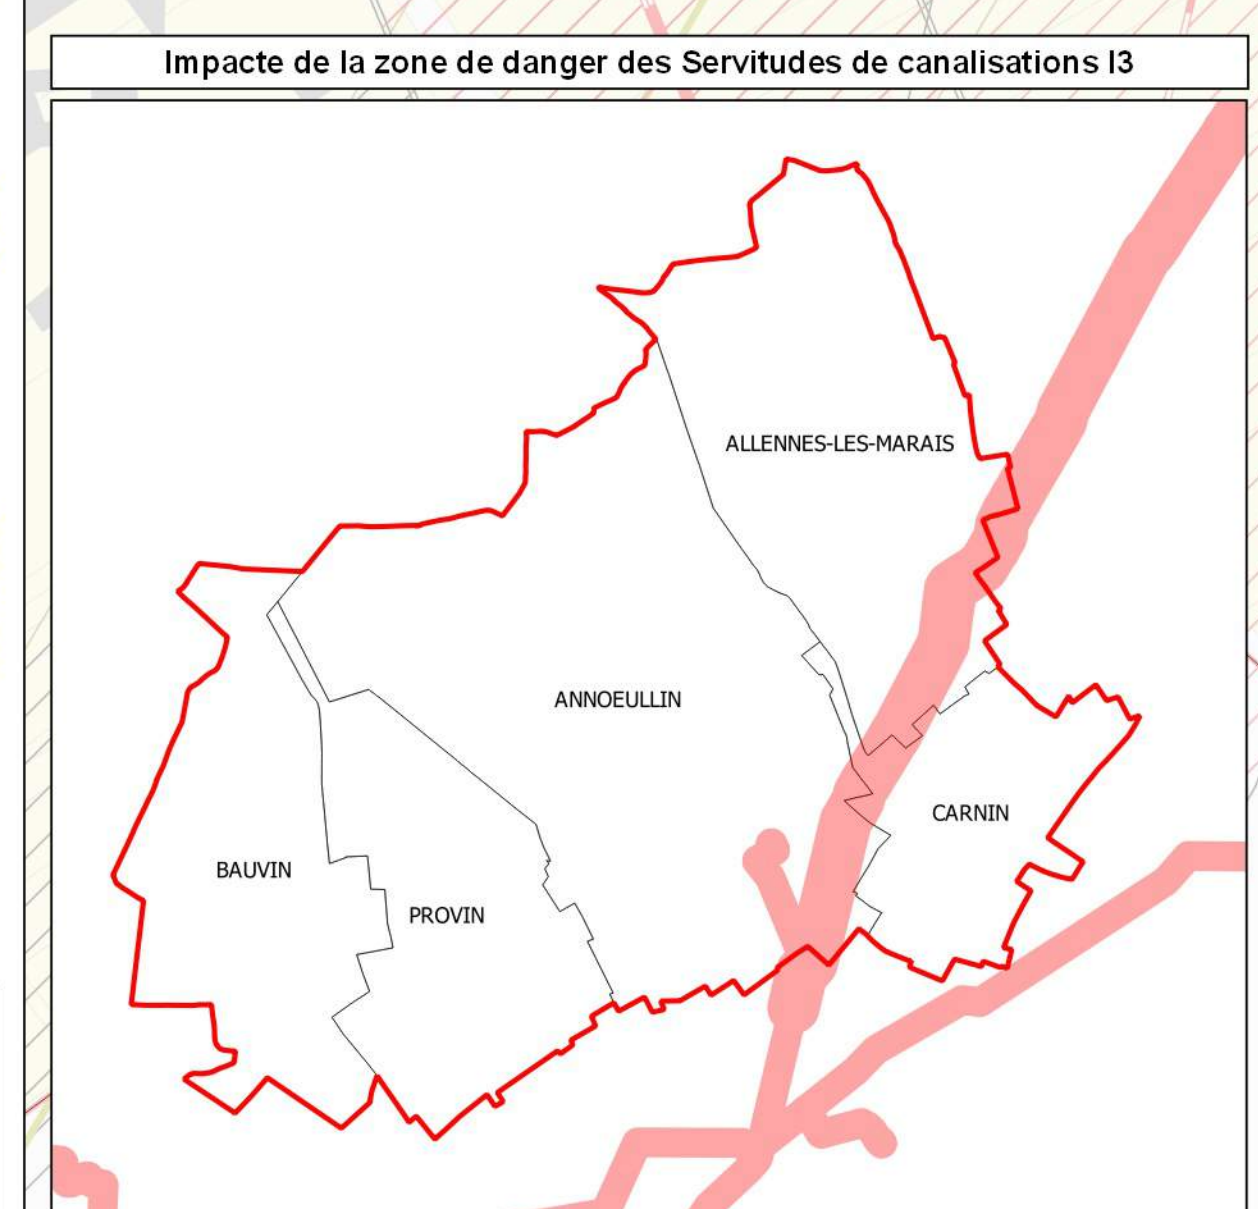 Impacte de la zone de danger des Servitudes de canalisations I3
ALLENNES-LES-MARAIS
ANNOEULLIN
CARNIN
BAUVIN
PROVIN